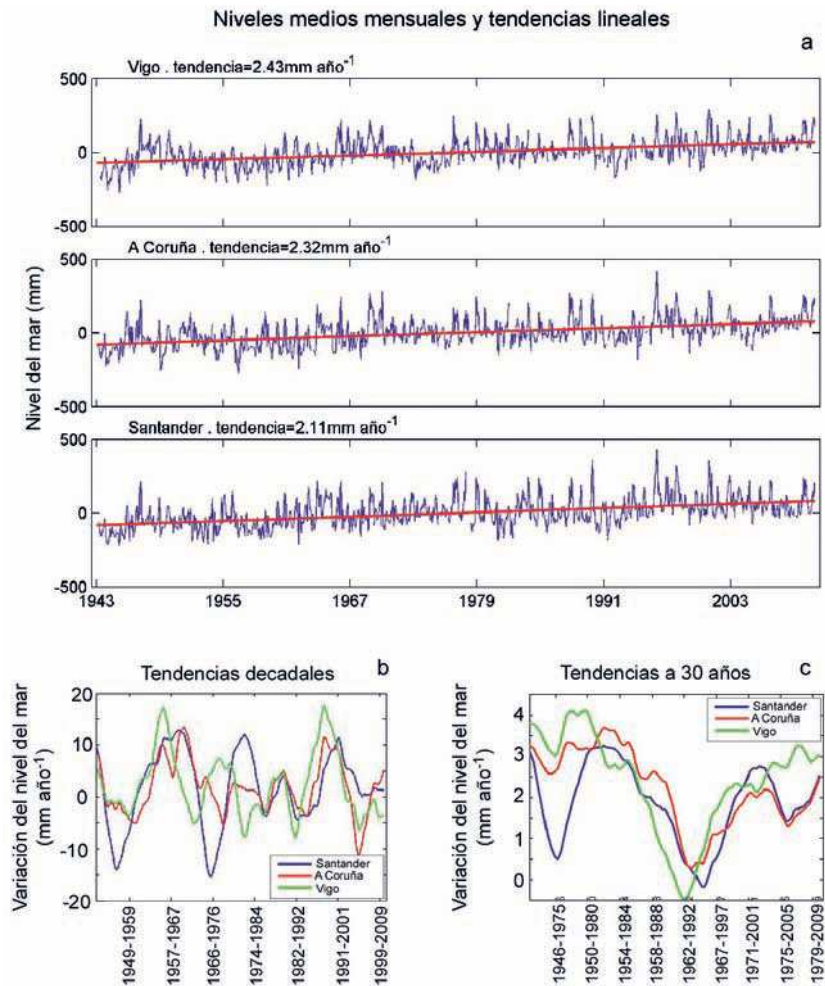 Niveles medios mensuales y tendencias lineales
a
Vigo . tendencia=2.43mm año-1
500
0
-500
A Coruña . tendencia=2.32mm año-1
500
0
-500
Nivel del mar (mm)
Santander . tendencia=2.11mm año-1
500
0
-500
1943 1955 1967 1979 1991 2003
Tendencias decadales
b
Variación del nivel del mar
(mm año-1)
20
10
0
-10
-20
Santander
A Coruña
Vigo
1949-1959
1957-1967
1966-1976
1974-1984
1982-1992
1991-2001
1999-2009
Tendencias a 30 años
c
Variación del nivel del mar
(mm año-1)
4
3
2
1
0
Santander
A Coruña
Vigo
1946-1975
1950-1980
1954-1984
1958-1988
1962-1992
1967-1997
1971-2001
1975-2005
1979-2009